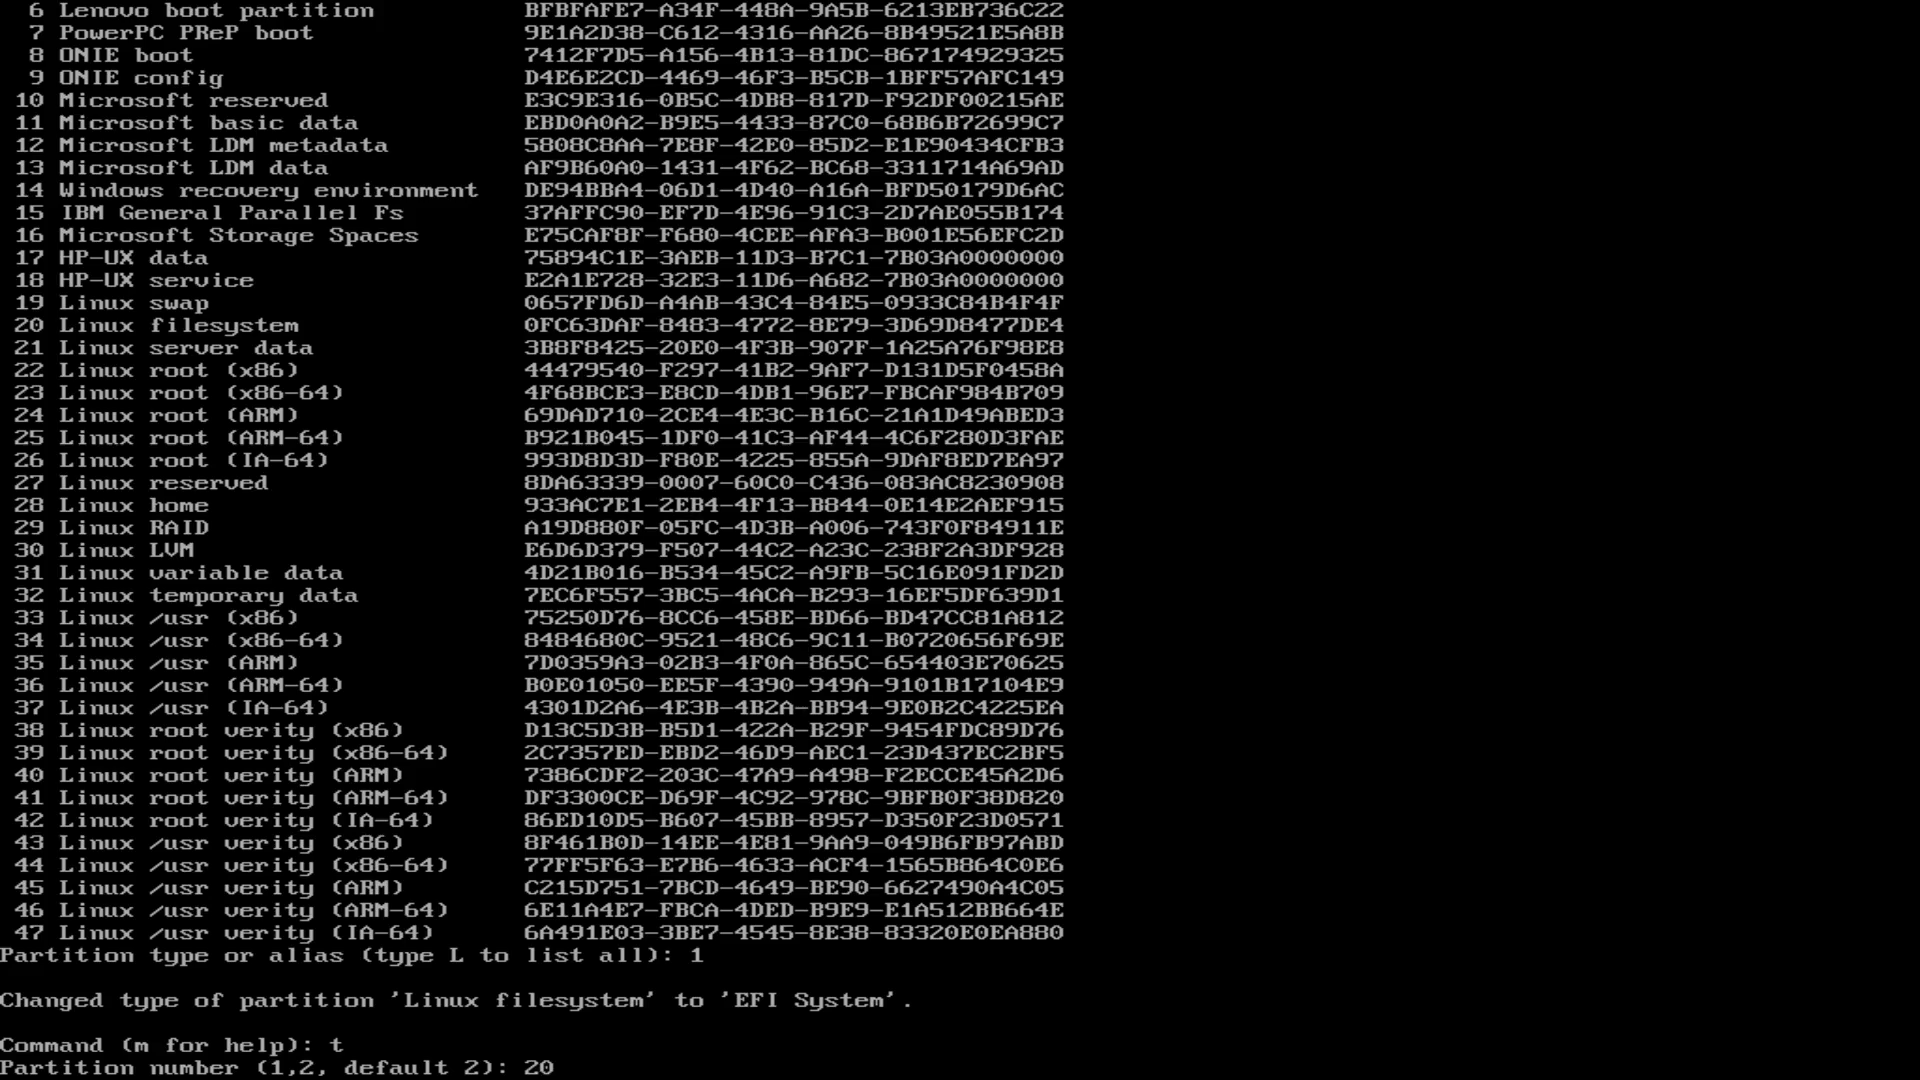 6 Lenovo boot partition BFBFAFE7-A34F-448A-9A5B-6213EB736C22
7 PowerPC PReP boot 9E1A2D38-C612-4316-AA26-8B49521E5A8B
8 ONIE boot 7412F7D5-A156-4B13-81DC-867174929325
9 ONIE config D4E6E2CD-4469-46F3-B5CB-1BFF57AFC149
10 Microsoft reserved E3C9E316-0B5C-4DB8-817D-F92DF00215AE
11 Microsoft basic data EBD0A0A2-B9E5-4433-87C0-68B6B72699C7
12 Microsoft LDM metadata 5808C8AA-7E8F-42E0-85D2-E1E90434CFB3
13 Microsoft LDM data AF9B60A0-1431-4F62-BC68-3311714A69AD
14 Windows recovery environment DE94BBA4-06D1-4D40-A16A-BFD50179D6AC
15 IBM General Parallel Fs 37AFFC90-EF7D-4E96-91C3-2D7AE055B174
16 Microsoft Storage Spaces E75CAF8F-F680-4CEE-AFA3-B001E56EFC2D
17 HP-UX data 75894C1E-3AEB-11D3-B7C1-7B03A0000000
18 HP-UX service E2A1E728-32E3-11D6-A682-7B03A0000000
19 Linux swap 0657FD6D-A4AB-43C4-84E5-0933C84B4F4F
20 Linux filesystem 0FC63DAF-8483-4772-8E79-3D69D8477DE4
21 Linux server data 3B8F8425-20E0-4F3B-907F-1A25A76F98E8
22 Linux root (x86) 44479540-F297-41B2-9AF7-D131D5F0458A
23 Linux root (x86-64) 4F68BCE3-E8CD-4DB1-96E7-FBCAF984B709
24 Linux root (ARM) 69DAD710-2CE4-4E3C-B16C-21A1D49ABED3
25 Linux root (ARM-64) B921B045-1DF0-41C3-AF44-4C6F280D3FAE
26 Linux root (IA-64) 993D8D3D-F80E-4225-855A-9DAF8ED7EA97
27 Linux reserved 8DA63339-0007-60C0-C436-083AC8230908
28 Linux home 933AC7E1-2EB4-4F13-B844-0E14E2AEF915
29 Linux RAID A19D880F-05FC-4D3B-A006-743F0F84911E
30 Linux LVM E6D6D379-F507-44C2-A23C-238F2A3DF928
31 Linux variable data 4D21B016-B534-45C2-A9FB-5C16E091FD2D
32 Linux temporary data 7EC6F557-3BC5-4ACA-B293-16EF5DF639D1
33 Linux /usr (x86) 75250D76-8CC6-458E-BD66-BD47CC81A812
34 Linux /usr (x86-64) 8484680C-9521-48C6-9C11-B0720656F69E
35 Linux /usr (ARM) 7D0359A3-02B3-4F0A-865C-654403E70625
36 Linux /usr (ARM-64) B0E01050-EE5F-4390-949A-9101B17104E9
37 Linux /usr (IA-64) 4301D2A6-4E3B-4B2A-BB94-9E0B2C4225EA
38 Linux root verity (x86) D13C5D3B-B5D1-422A-B29F-9454FDC89D76
39 Linux root verity (x86-64) 2C7357ED-EBD2-46D9-AEC1-23D437EC2BF5
40 Linux root verity (ARM) 7386CDF2-203C-47A9-A498-F2ECCE45A2D6
41 Linux root verity (ARM-64) DF3300CE-D69F-4C92-978C-9BFB0F38D820
42 Linux root verity (IA-64) 86ED10D5-B607-45BB-8957-D350F23D0571
43 Linux /usr verity (x86) 8F461B0D-14EE-4E81-9AA9-049B6FB97ABD
44 Linux /usr verity (x86-64) 77FF5F63-E7B6-4633-ACF4-1565B864C0E6
45 Linux /usr verity (ARM) C215D751-7BCD-4649-BE90-6627490A4C05
46 Linux /usr verity (ARM-64) 6E11A4E7-FBCA-4DED-B9E9-E1A512BB664E
47 Linux /usr verity (IA-64) 6A491E03-3BE7-4545-8E38-83320E0EA880
Partition type or alias (type L to list all): 1
Changed type of partition 'Linux filesystem' to 'EFI System'.
Command (m for help): t
Partition number (1,2, default 2): 20